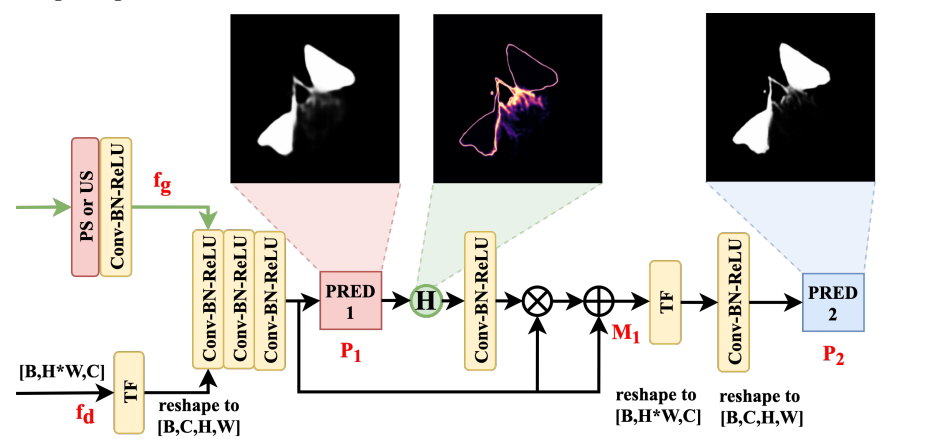 PS or US
Conv-BN-ReLU
fg
Conv-BN-ReLU
Conv-BN-ReLU
Conv-BN-ReLU
PRED
1
P1
H
Conv-BN-ReLU
M1
TF
Conv-BN-ReLU
PRED
2
P2
[B,H*W,C]
fd
TF
reshape to
[B,C,H,W]
reshape to
[B,H*W,C]
reshape to
[B,C,H,W]